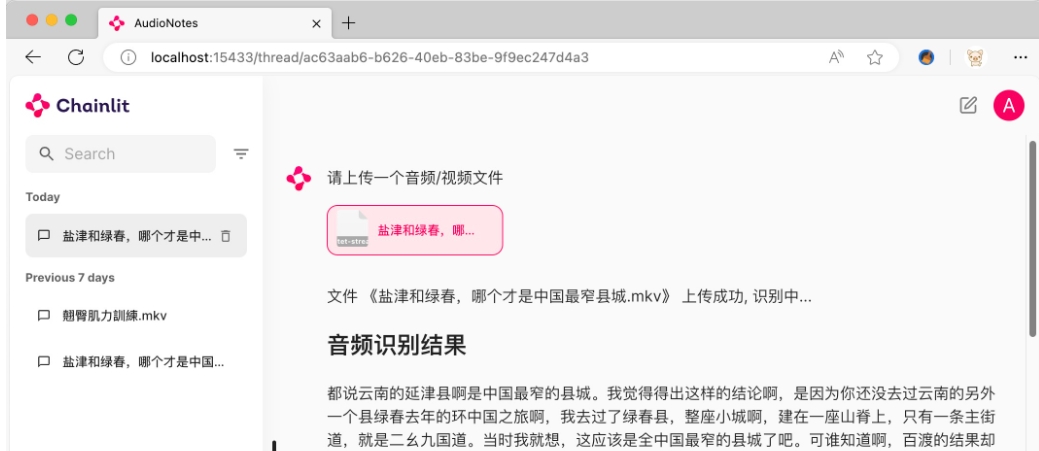 AudioNotes
localhost:15433/thread/ac63aab6-b626-40eb-83be-9f9ec247d4a3
Chainlit
A
Search
Today
盐津和绿春，哪个才是中...
Previous 7 days
翹臀肌力訓練.mkv
盐津和绿春，哪个才是中国...
请上传一个音频/视频文件
tet-strea
盐津和绿春，哪...
文件 《盐津和绿春，哪个才是中国最窄县城.mkv》 上传成功, 识别中...
音频识别结果
都说云南的延津县啊是中国最窄的县城。我觉得得出这样的结论啊，是因为你还没去过云南的另外
一个县绿春去年的环中国之旅啊，我去过了绿春县，整座小城啊，建在一座山脊上，只有一条主街
道，就是二幺九国道。当时我就想，这应该是全中国最窄的县城了吧。可谁知道啊，百渡的结果却